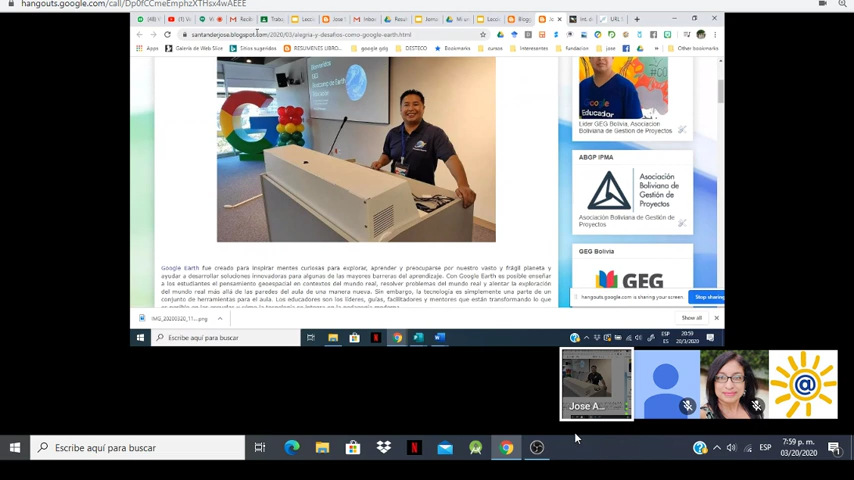 hangouts.google.com/call/Dp0fCCmeEmphzXTHsx4wAEEE
santanderjose.blogspot.com/2020/03/alegria-y-desafios-como-google-earth.html
Apps
Galería de Web Slice
Sitios sugeridos
RESUMENES LIBRO...
google gdg
DESTECO
cursos
Interesantes
Fundacion
jose
Other bookmarks
Bienvenidos
GEG
Educador
Líder GEG Bolivia, Asociación
Boliviana de Gestión de
Proyectos
ABGP IPMA
Asociación
Boliviana de
Gestión de
Proyectos
Asociación Boliviana de Gestión de
Proyectos
GEG Bolivia
GEG
Google Earth fue creado para inspirar mentes curiosas para explorar, aprender y preocuparse por nuestro vasto y frágil planeta y
ayudar a desarrollar soluciones innovadoras para algunas de las mayores barreras del aprendizaje. Con Google Earth es posible enseñar
a los estudiantes el pensamiento geoespacial en contextos del mundo real, resolver problemas del mundo real y alentar la exploración
del mundo real más allá de las paredes del aula de una manera nueva. Sin embargo, la tecnología es simplemente una parte de un
conjunto de herramientas para el aula. Los educadores son los líderes, guías, facilitadores y mentores que están transformando lo que
hangouts.google.com is sharing your screen.
Stop sharing
IMG_20200320_11....png
Show all
Escribe aquí para buscar
ESP
ES
20:59
20/3/2020
Jose A...
@
Escribe aquí para buscar
ESP
7:59 p. m.
03/20/2020